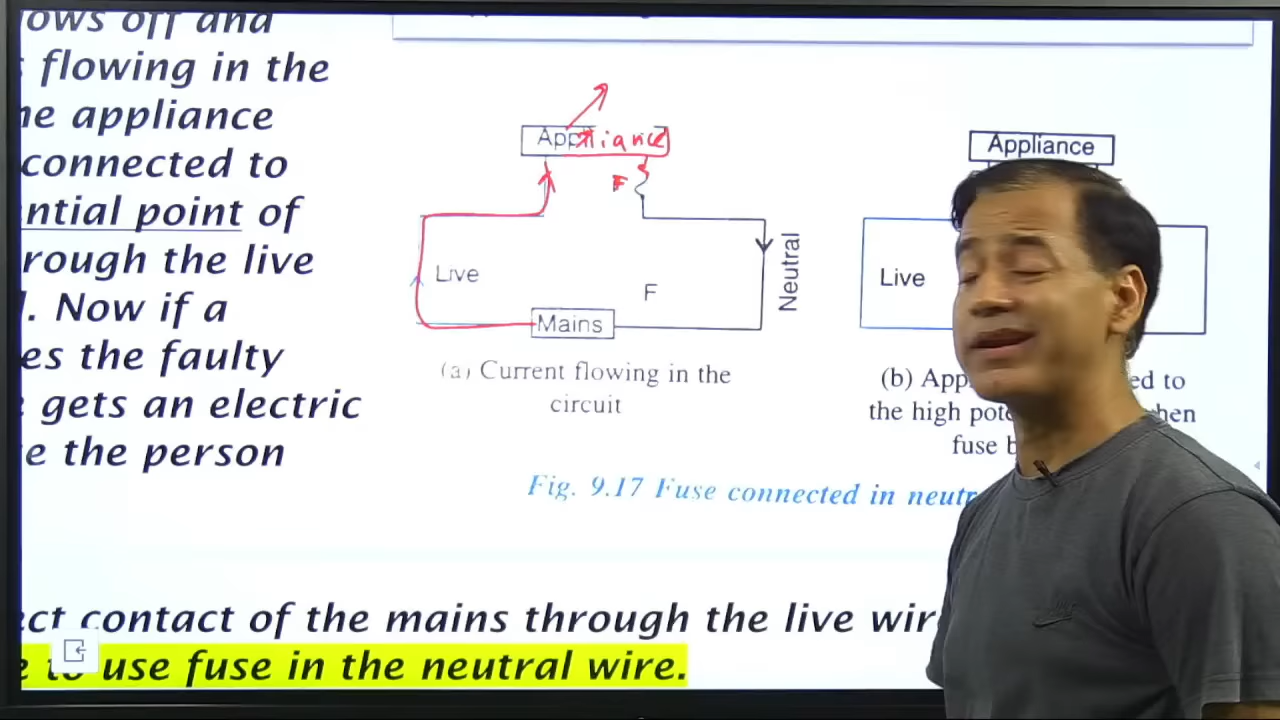 ows off and
flowing in the
ne appliance
connected to
ntial point of
rough the live
. Now if a
es the faulty
gets an electric
e the person
Appliance
F
Live
F
Neutral
Mains
(a) Current flowing in the
circuit
Appliance
Live
(b) App ed to
the high pot hen
fuse b
Fig. 9.17 Fuse connected in neutr
ect contact of the mains through the live wir
e to use fuse in the neutral wire.